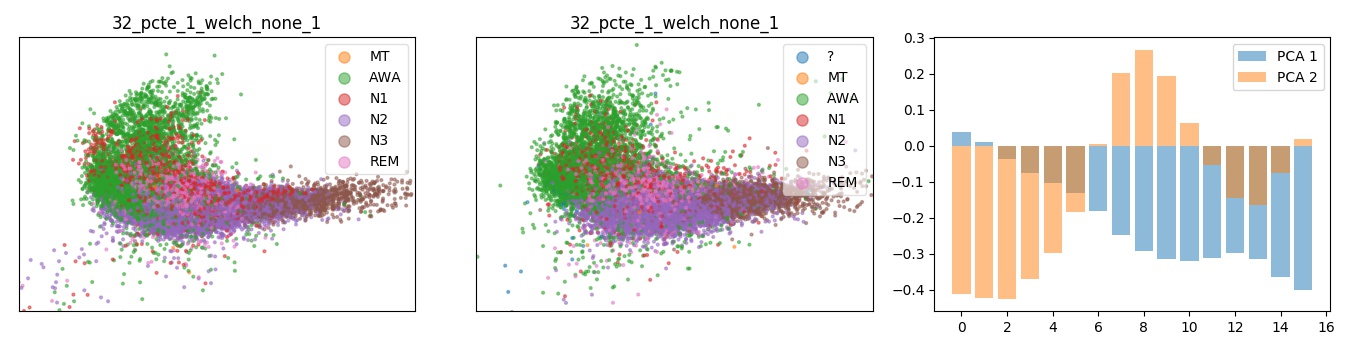 32_pcte_1_welch_none_1
MT
AWA
N1
N2
N3
REM
32_pcte_1_welch_none_1
?
MT
AWA
N1
N2
N3
REM
0.3
0.2
0.1
0.0
−0.1
−0.2
−0.3
−0.4
PCA 1
PCA 2
0 2 4 6 8 10 12 14 16